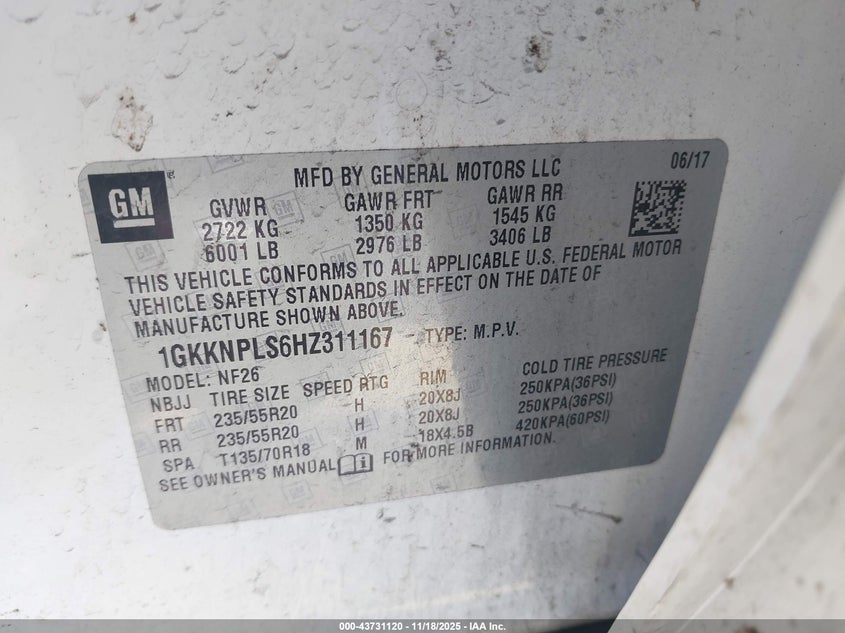 GM
MFD BY GENERAL MOTORS LLC 06/17
GVWR GAWR FRT GAWR RR
2722 KG 1350 KG 1545 KG
6001 LB 2976 LB 3406 LB
THIS VEHICLE CONFORMS TO ALL APPLICABLE U.S. FEDERAL MOTOR
VEHICLE SAFETY STANDARDS IN EFFECT ON THE DATE OF
MANUFACTURE SHOWN ABOVE.
1GKKNPLS6HZ311167 TYPE: M.P.V.
MODEL: NF26
NBJJ TIRE SIZE SPEED RTG RIM COLD TIRE PRESSURE
FRT 235/55R20 H 20X8J 250KPA(36PSI)
RR 235/55R20 H 20X8J 250KPA(36PSI)
SPA T135/70R18 M 18X4.5B 420KPA(60PSI)
SEE OWNER'S MANUAL FOR MORE INFORMATION.
000-43731120 - 11/18/2025 - IAA Inc.